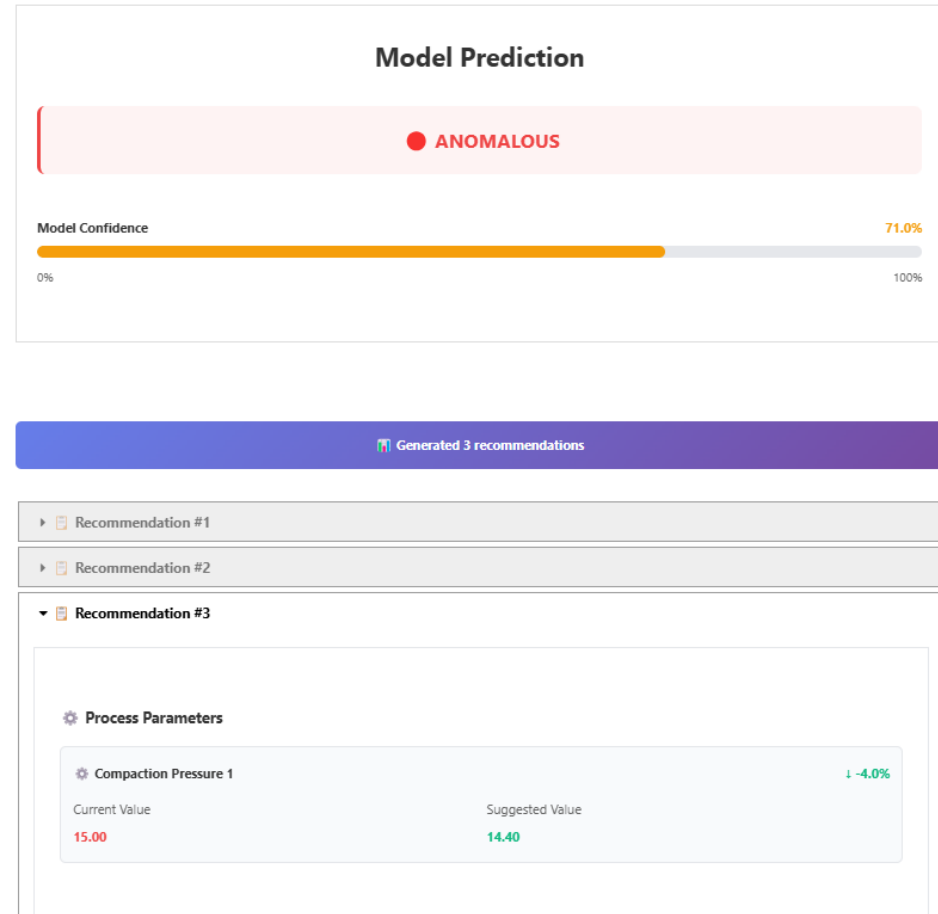 Model Prediction
ANOMALOUS
Model Confidence 71.0%
0% 100%
Generated 3 recommendations
Recommendation #1
Recommendation #2
Recommendation #3
Process Parameters
Compaction Pressure 1 ↓ -4.0%
Current Value Suggested Value
15.00 14.40